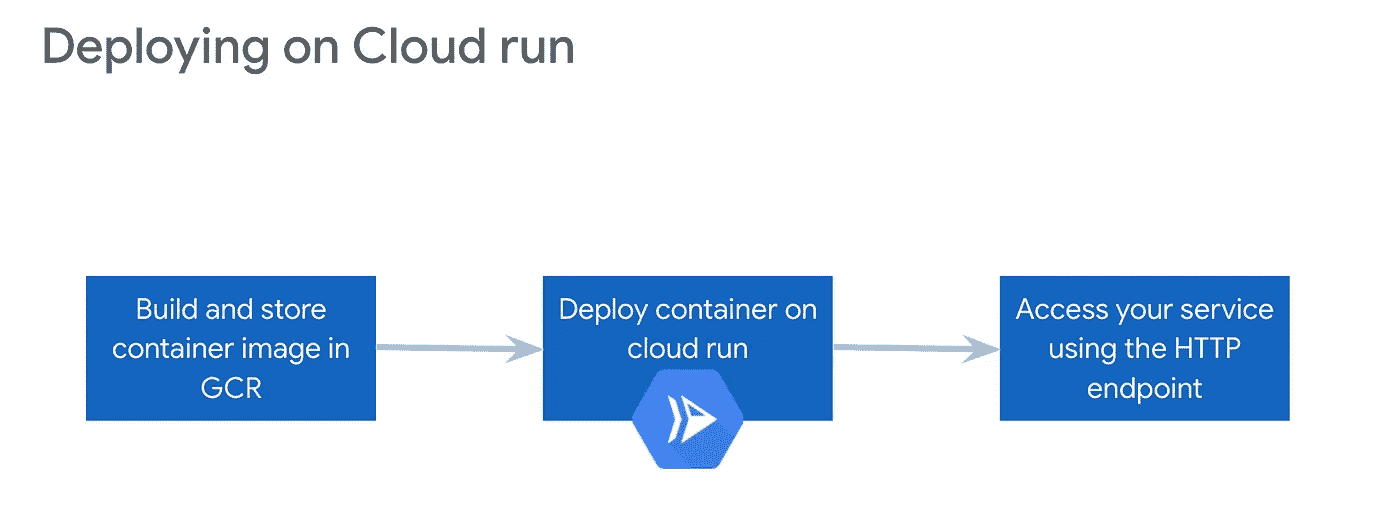 Deploying on Cloud run
Build and store
container image in
GCR
Deploy container on
cloud run
Access your service
using the HTTP
endpoint